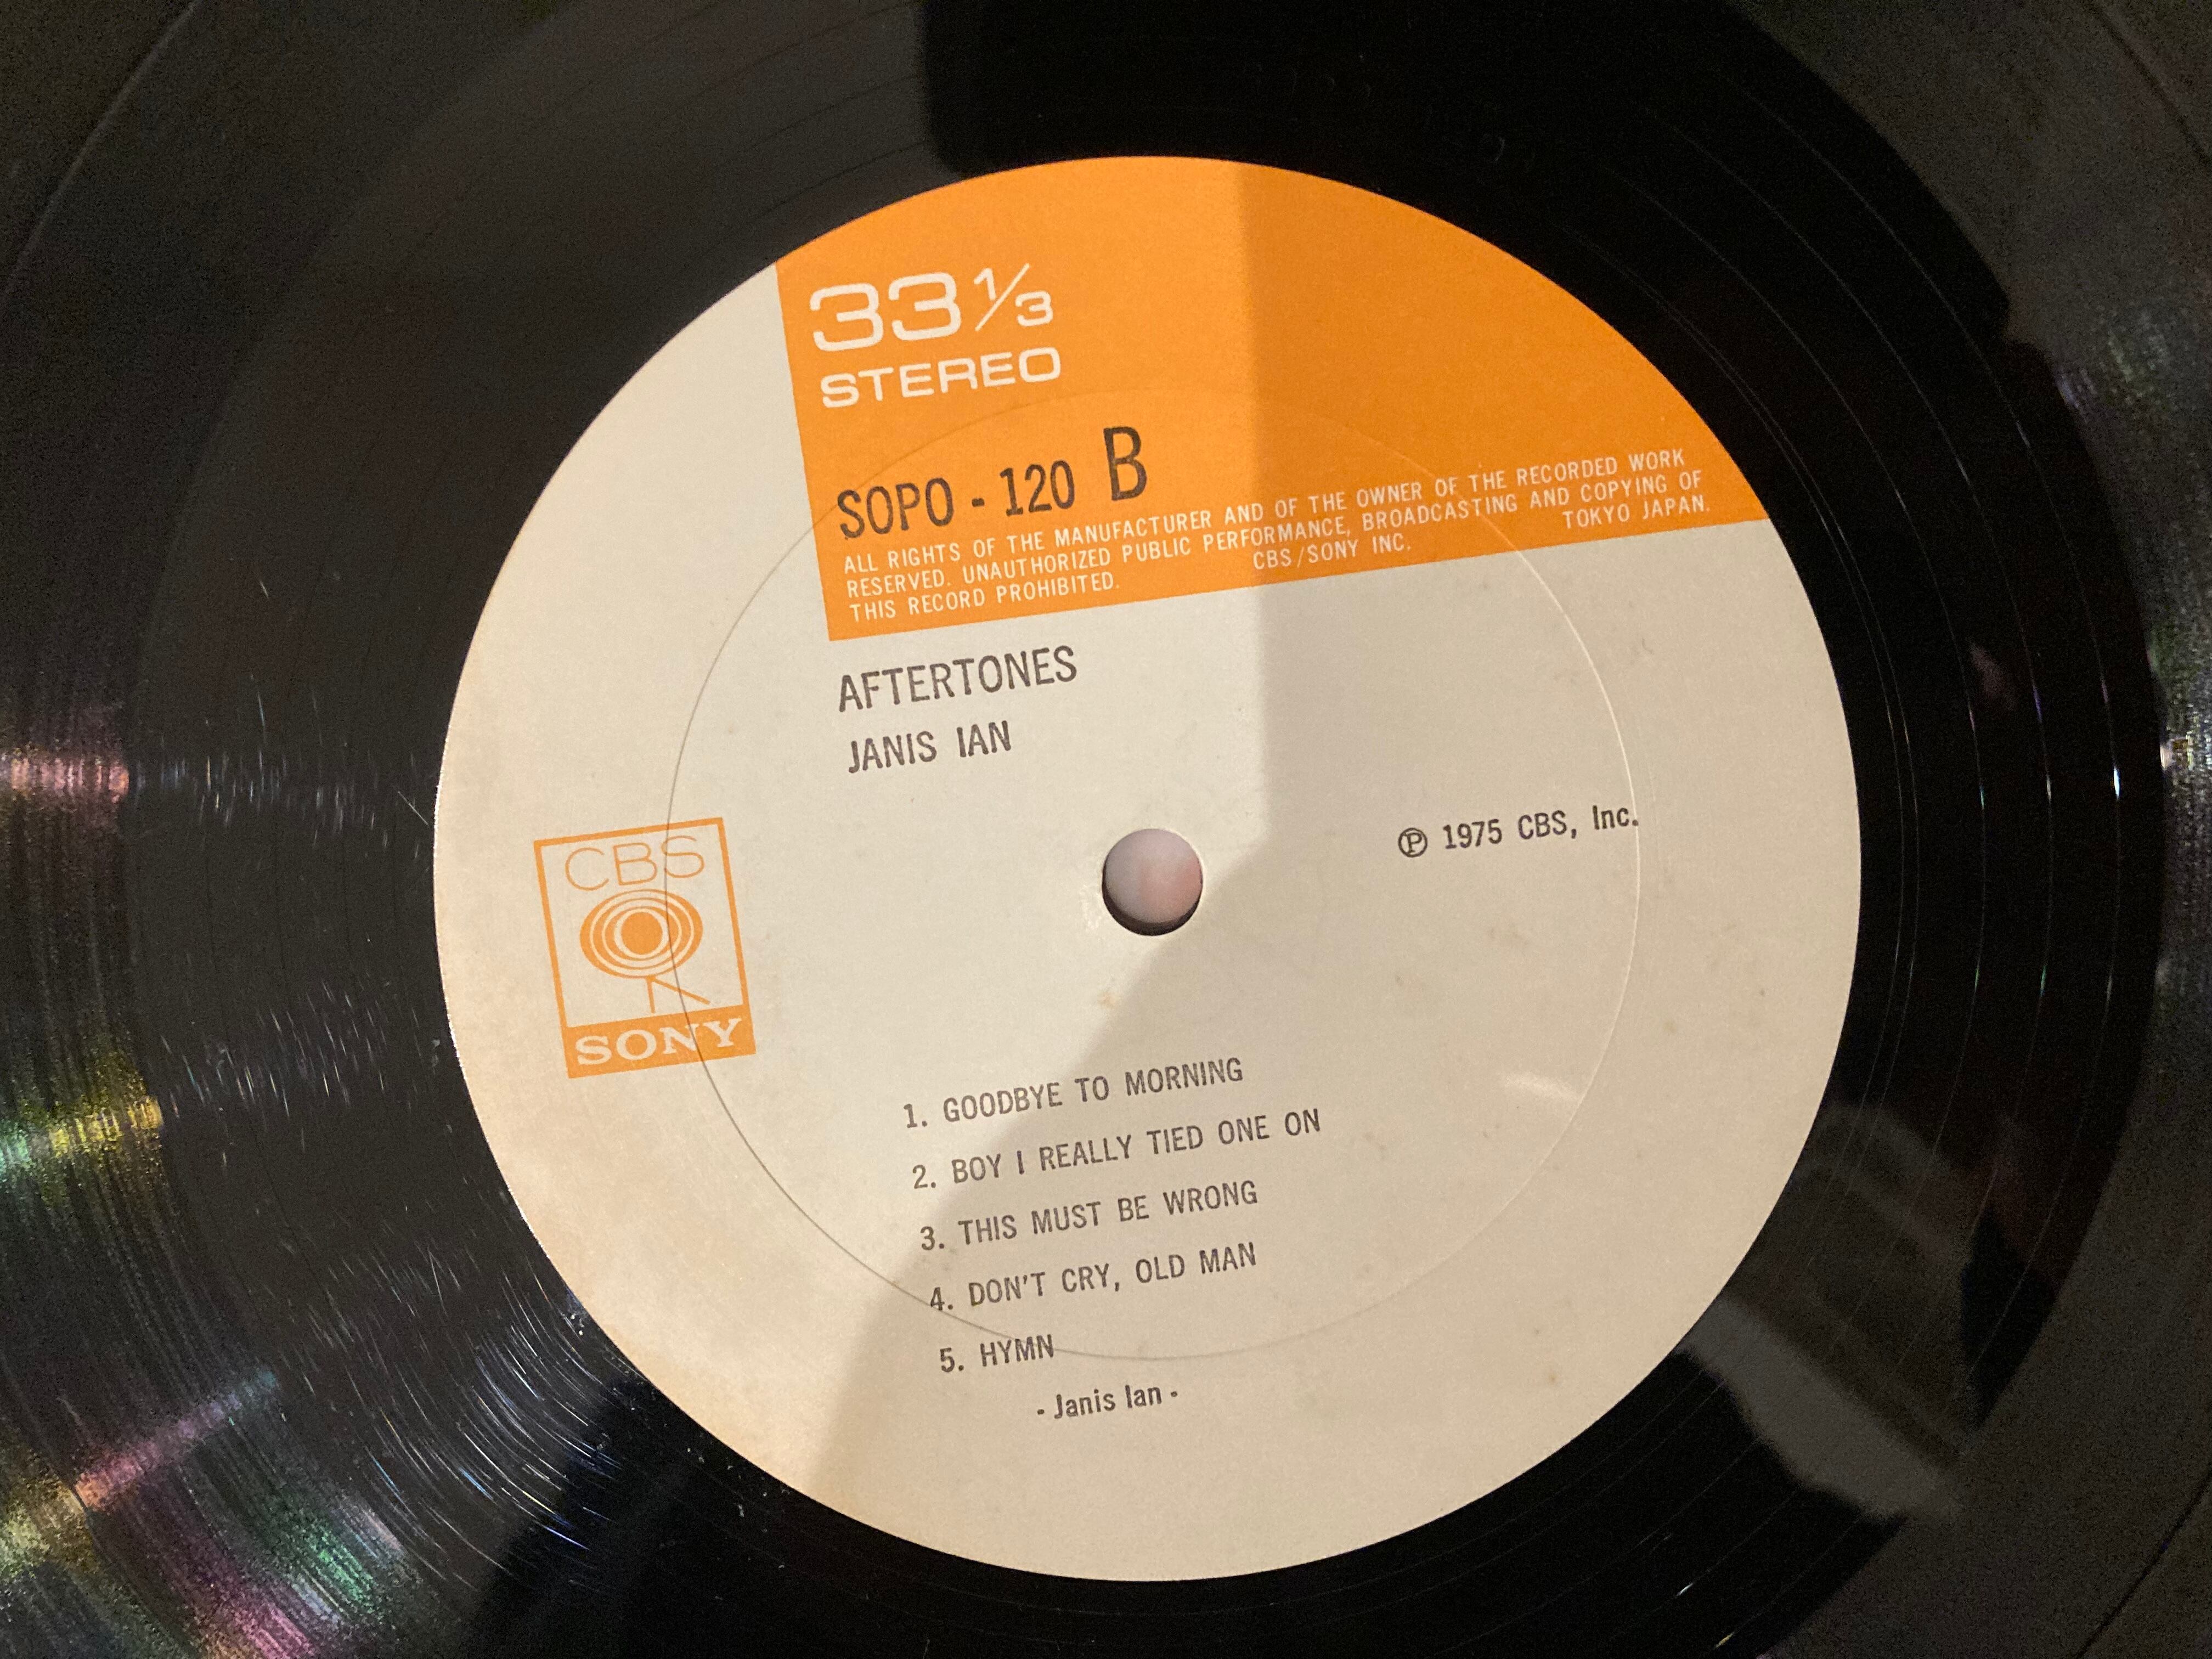 33 1/3
STEREO
SOPO - 120 B
ALL RIGHTS OF THE MANUFACTURER AND OF THE OWNER OF THE RECORDED WORK
RESERVED. UNAUTHORIZED PUBLIC PERFORMANCE, BROADCASTING AND COPYING OF
THIS RECORD PROHIBITED. CBS/SONY INC. TOKYO JAPAN.
AFTERTONES
JANIS IAN
℗ 1975 CBS, Inc.
CBS
SONY
1. GOODBYE TO MORNING
2. BOY I REALLY TIED ONE ON
3. THIS MUST BE WRONG
4. DON'T CRY, OLD MAN
5. HYMN
- Janis Ian -